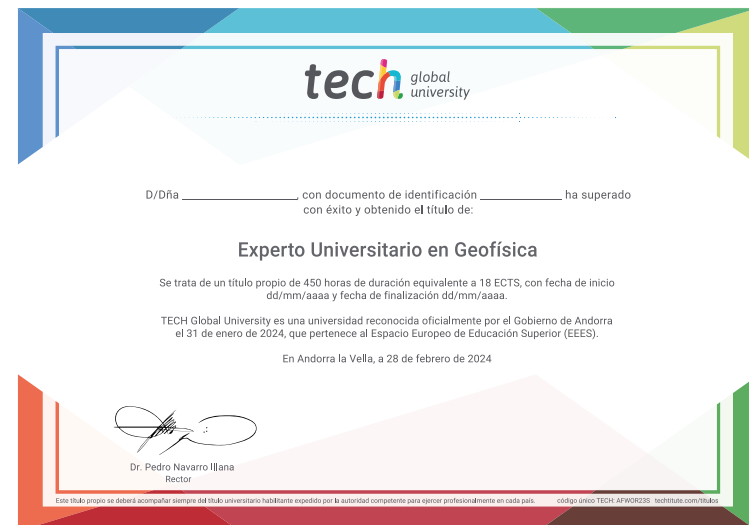 tech global university
D/Dña ____________, con documento de identificación ____________ ha superado
con éxito y obtenido el título de:
Experto Universitario en Geofísica
Se trata de un título propio de 450 horas de duración equivalente a 18 ECTS, con fecha de inicio
dd/mm/aaaa y fecha de finalización dd/mm/aaaa.
TECH Global University es una universidad reconocida oficialmente por el Gobierno de Andorra
el 31 de enero de 2024, que pertenece al Espacio Europeo de Educación Superior (EEES).
En Andorra la Vella, a 28 de febrero de 2024
Dr. Pedro Navarro Illana
Rector
Este título propio se deberá acompañar siempre del título universitario habilitante expedido por la autoridad competente para ejercer profesionalmente en cada país. código único TECH: AFWOR23S techtitute.com/titulos